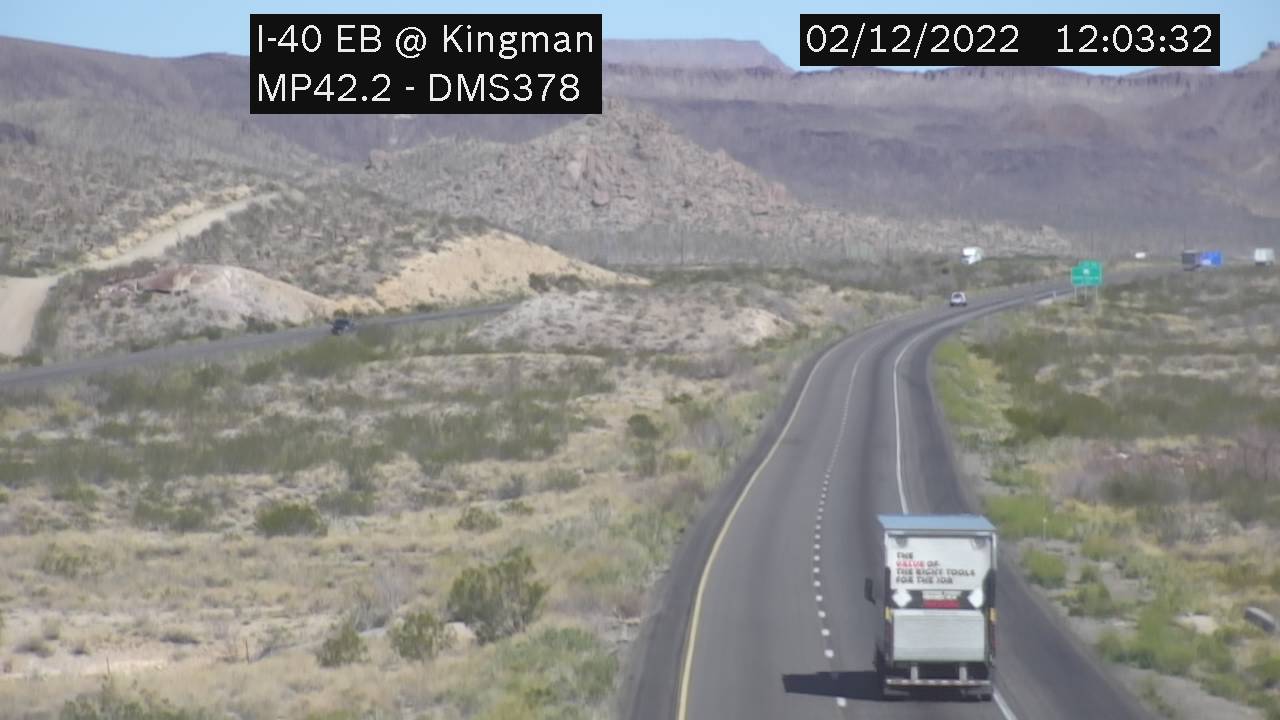 I-40 EB @ Kingman
MP42.2 - DMS378
02/12/2022 12:03:32
THE
VALUE OF
THE RIGHT TOOLS
FOR THE JOB